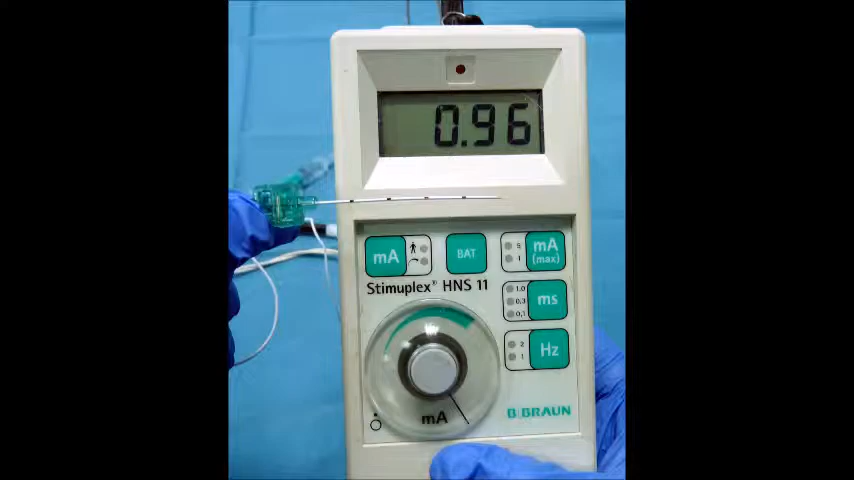 0.96
mA
BAT
5
mA
(max)
1
Stimuplex® HNS 11
1.0
0.3
ms
0,1
2
Hz
1
mA
B|BRAUN